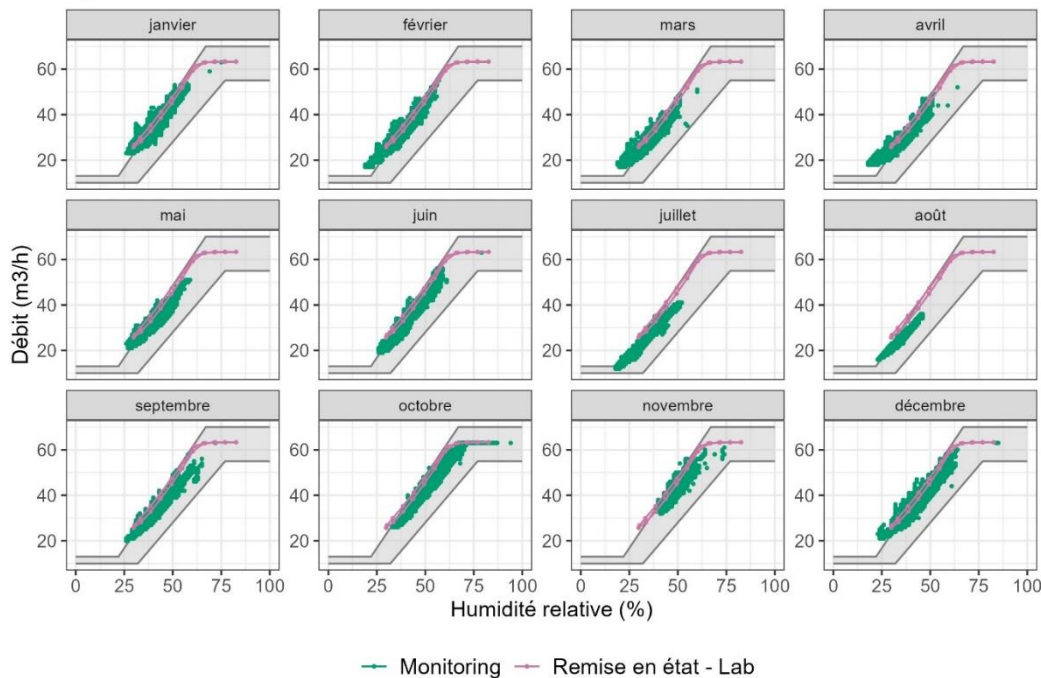 janvier février mars avril
60
40
20
mai juin juillet août
60
40
20
septembre octobre novembre décembre
60
40
20
0 25 50 75 100 0 25 50 75 100 0 25 50 75 100 0 25 50 75 100
Débit (m3/h)
Humidité relative (%)
Monitoring Remise en état - Lab